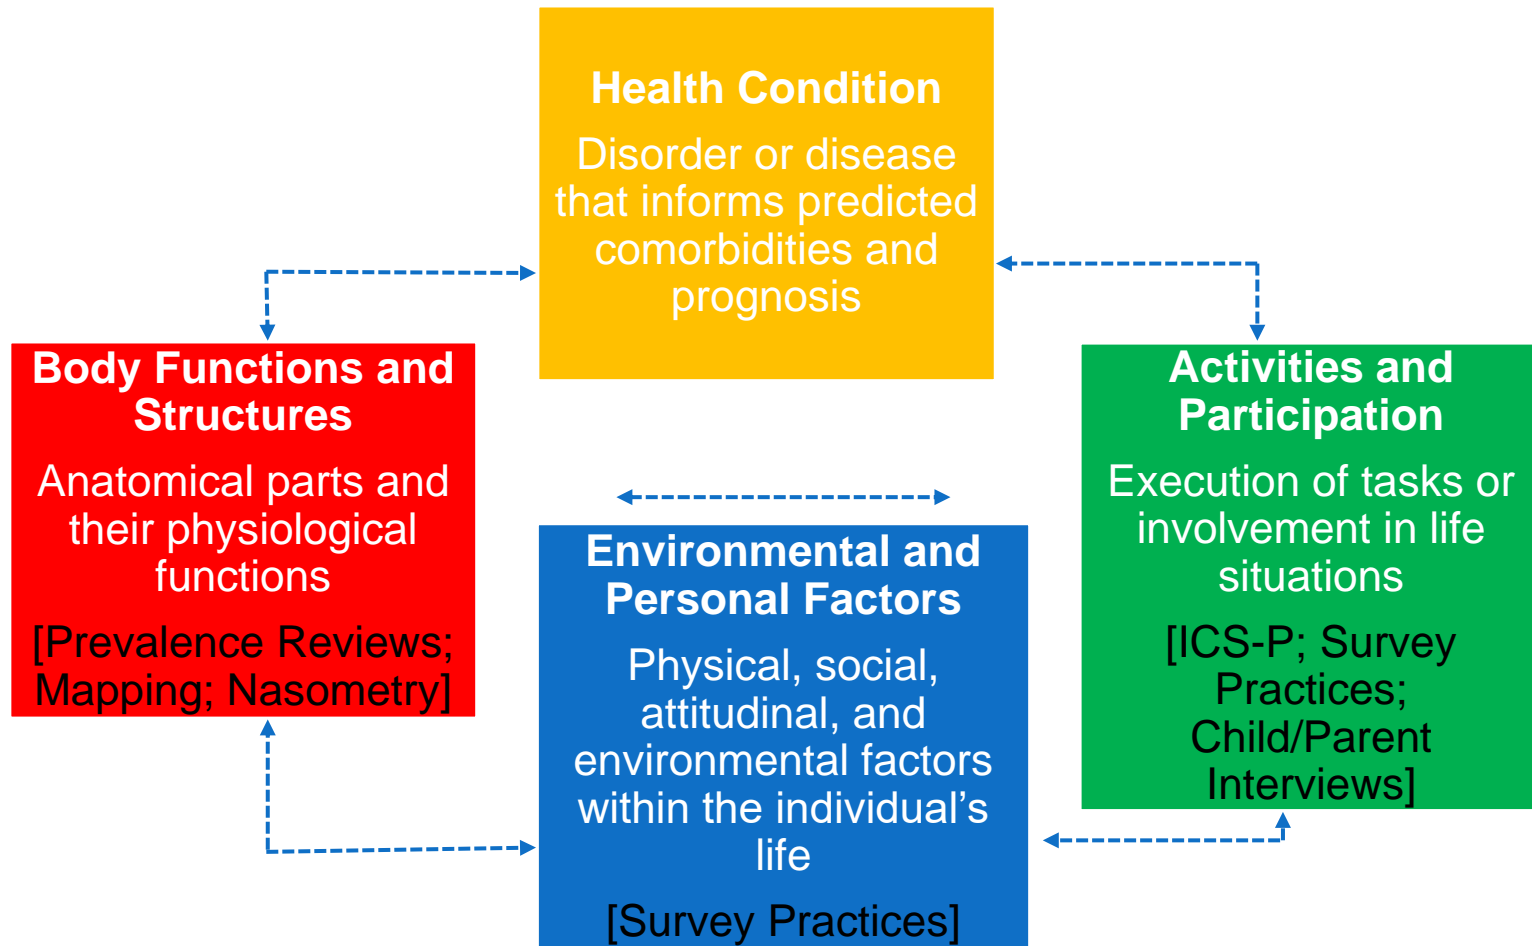 Health Condition
Disorder or disease
that informs predicted
comorbidities and
prognosis
Body Functions and
Structures
Anatomical parts and
their physiological
functions
[Prevalence Reviews;
Mapping; Nasometry]
Environmental and
Personal Factors
Physical, social,
attitudinal, and
environmental factors
within the individual’s
life
[Survey Practices]
Activities and
Participation
Execution of tasks or
involvement in life
situations
[ICS-P; Survey
Practices;
Child/Parent
Interviews]